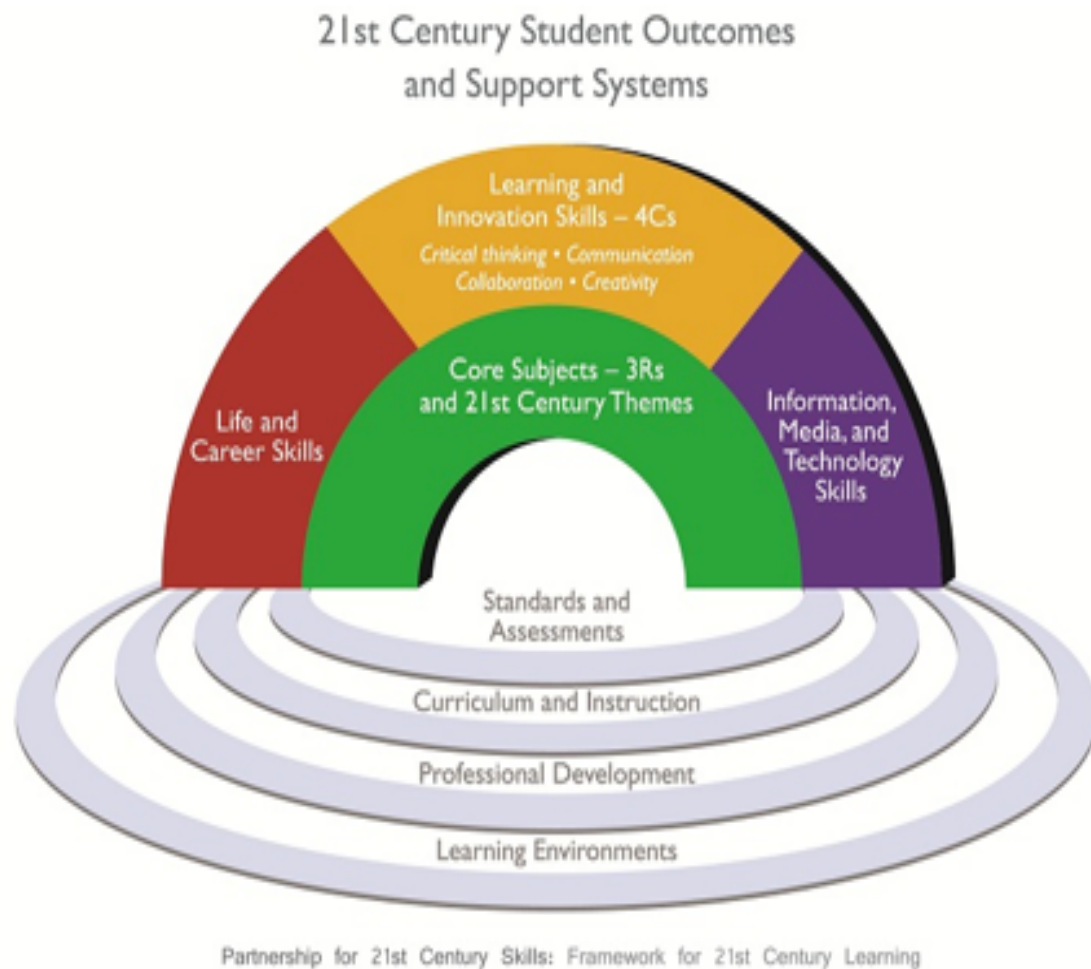 21st Century Student Outcomes
and Support Systems
Learning and
Innovation Skills – 4Cs
Critical thinking • Communication
Collaboration • Creativity
Core Subjects – 3Rs
and 21st Century Themes
Life and
Career Skills
Information,
Media, and
Technology
Skills
Standards and
Assessments
Curriculum and Instruction
Professional Development
Learning Environments
Partnership for 21st Century Skills: Framework for 21st Century Learning